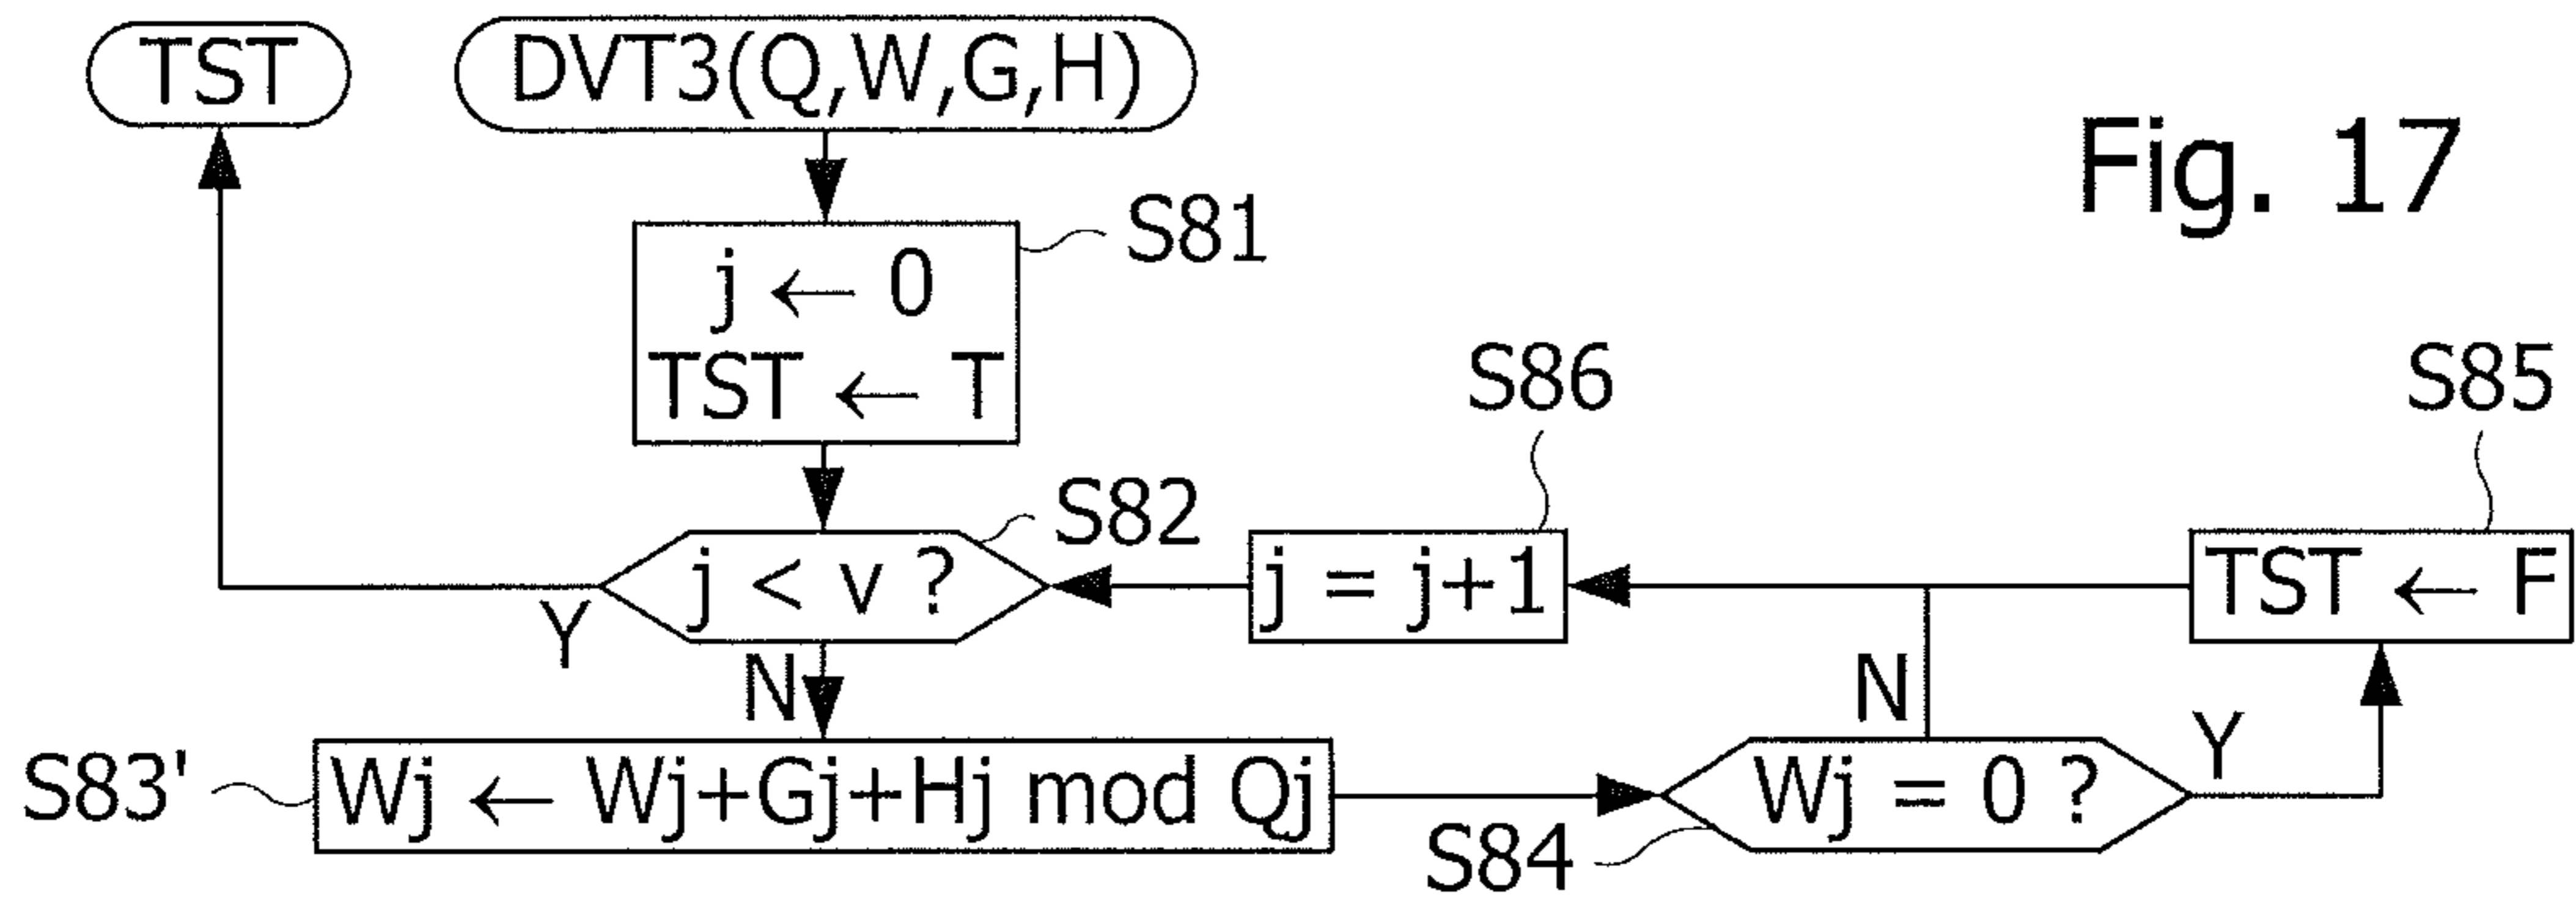 TST
DVT3(Q,W,G,H)
Fig. 17
S81
j ← 0
TST ← T
S86
S85
S82
j < v ?
j = j+1
TST ← F
Y
N
N
Y
S83'
Wj ← Wj+Gj+Hj mod Qj
Wj = 0 ?
S84